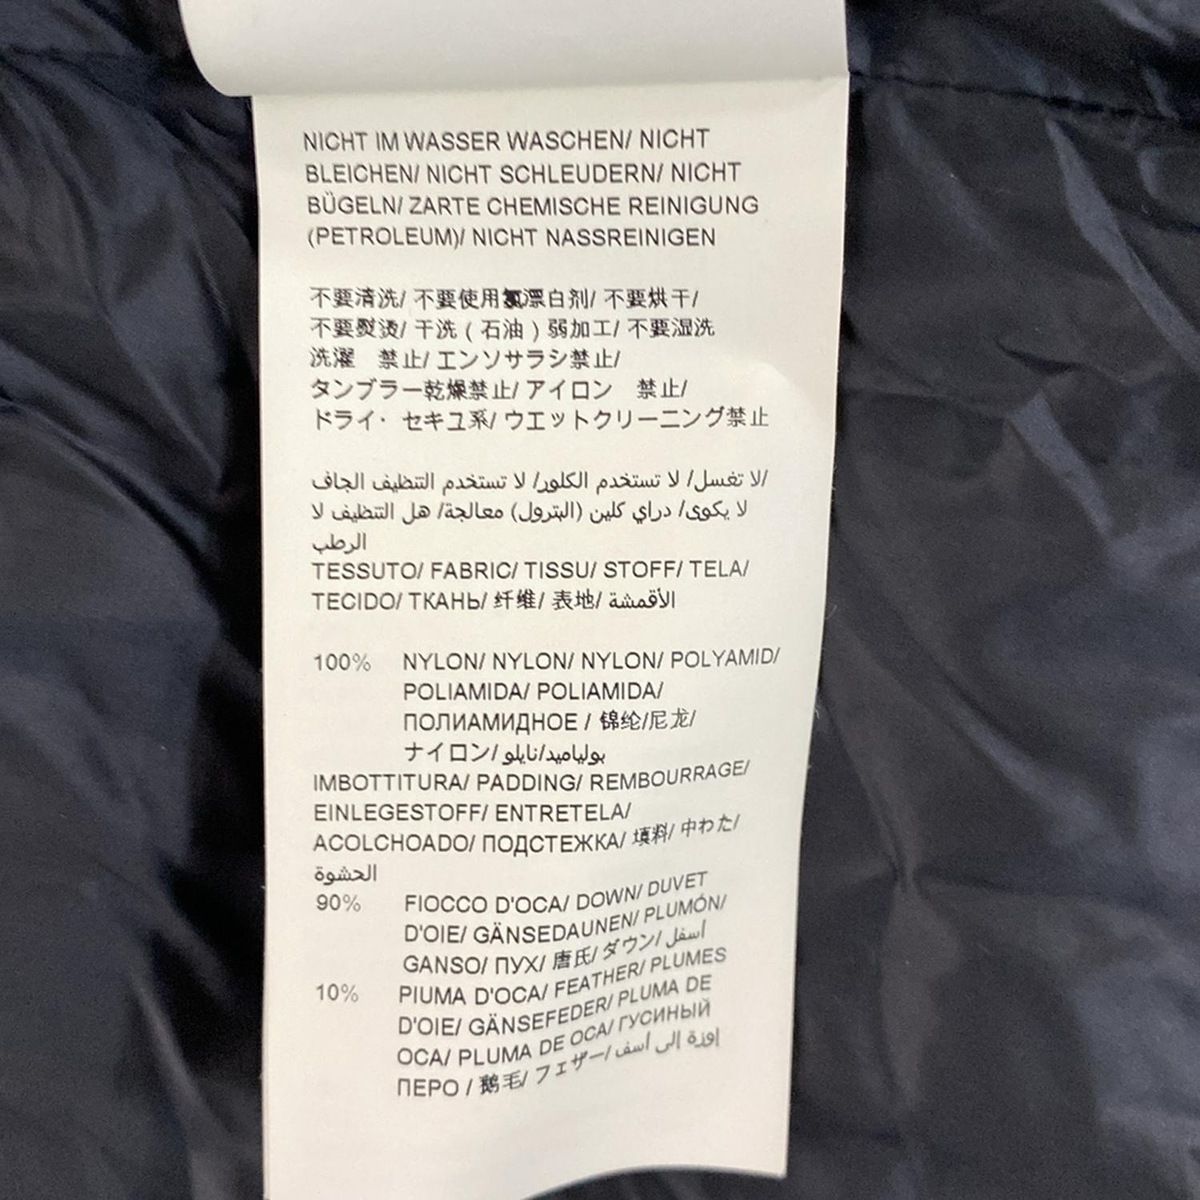 NICHT IM WASSER WASCHEN/ NICHT
BLEICHEN/ NICHT SCHLEUDERN/ NICHT
BÜGELN/ ZARTE CHEMISCHE REINIGUNG
(PETROLEUM)/ NICHT NASSREINIGEN
不要清洗/ 不要使用氯漂白剂/ 不要烘干/
不要熨烫/ 干洗 ( 石油 ) 弱加工/ 不要湿洗
洗濯　禁止/ エンソサラシ禁止/
タンブラー乾燥禁止/ アイロン　禁止/
ドライ・ セキユ系/ ウエットクリーニング禁止
لا تغسل/ لا تستخدم الكلور/ لا تستخدم التنظيف الجاف/
لا يكوى/ دراي كلين (البترول) معالجة/ هل التنظيف لا
الرطب
TESSUTO/ FABRIC/ TISSU/ STOFF/ TELA/
TECIDO/ ТКАНЬ/ 纤维/ 表地/ الأقمشة
100% NYLON/ NYLON/ NYLON/ POLYAMID/
POLIAMIDA/ POLIAMIDA/
ПОЛИАМИДНОЕ / 锦纶/尼龙/
ナイロン/ بولياميد/نايلو
IMBOTTITURA/ PADDING/ REMBOURRAGE/
EINLEGESTOFF/ ENTRETELA/
ACOLCHOADO/ ПОДСТЕЖКА/ 填料/ 中わた/
الحشوة
90% FIOCCO D'OCA/ DOWN/ DUVET
D'OIE/ GÄNSEDAUNEN/ PLUMÓN/
GANSO/ ПУХ/ 唐氏/ ダウン/ أسفل/
10% PIUMA D'OCA/ FEATHER/ PLUMES
D'OIE/ GÄNSEFEDER/ PLUMA DE
OCA/ PLUMA DE OCA/ ГУСИНЫЙ
ПЕРО / 鹅毛/ フェザー/ اوزة إلى أسف